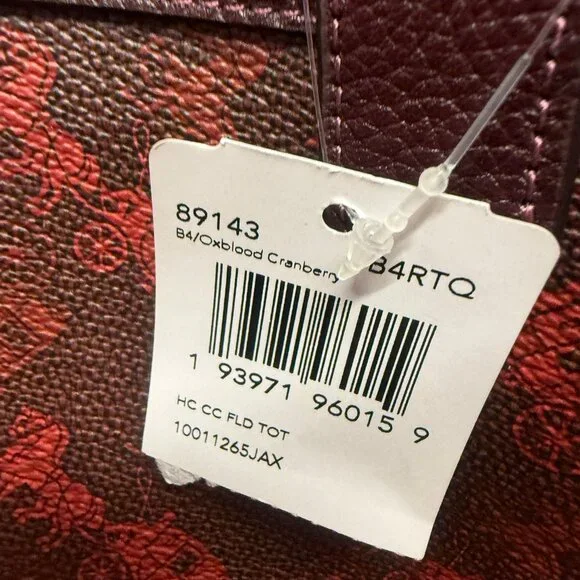 89143 B4RTQ
B4/Oxblood Cranberry
1 93971 96015 9
HC CC FLD TOT
10011265JAX